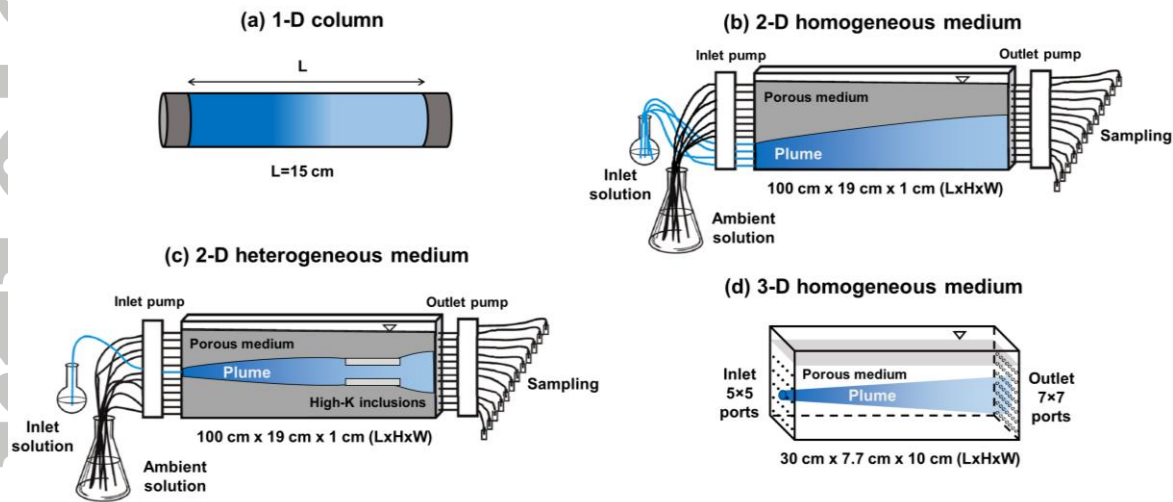 (a) 1-D column
L
L=15 cm
(b) 2-D homogeneous medium
Inlet pump
Outlet pump
Porous medium
Plume
Sampling
Inlet
solution
100 cm x 19 cm x 1 cm (LxHxW)
Ambient
solution
(c) 2-D heterogeneous medium
Inlet pump
Outlet pump
Porous medium
Plume
High-K inclusions
Sampling
Inlet
solution
100 cm x 19 cm x 1 cm (LxHxW)
Ambient
solution
(d) 3-D homogeneous medium
Inlet
5×5
ports
Porous medium
Plume
Outlet
7×7
ports
30 cm x 7.7 cm x 10 cm (LxHxW)